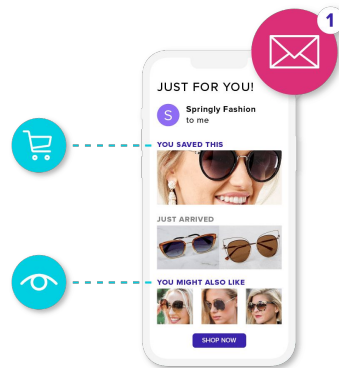 1
JUST FOR YOU!
S
Springly Fashion
to me
YOU SAVED THIS
JUST ARRIVED
YOU MIGHT ALSO LIKE
SHOP NOW